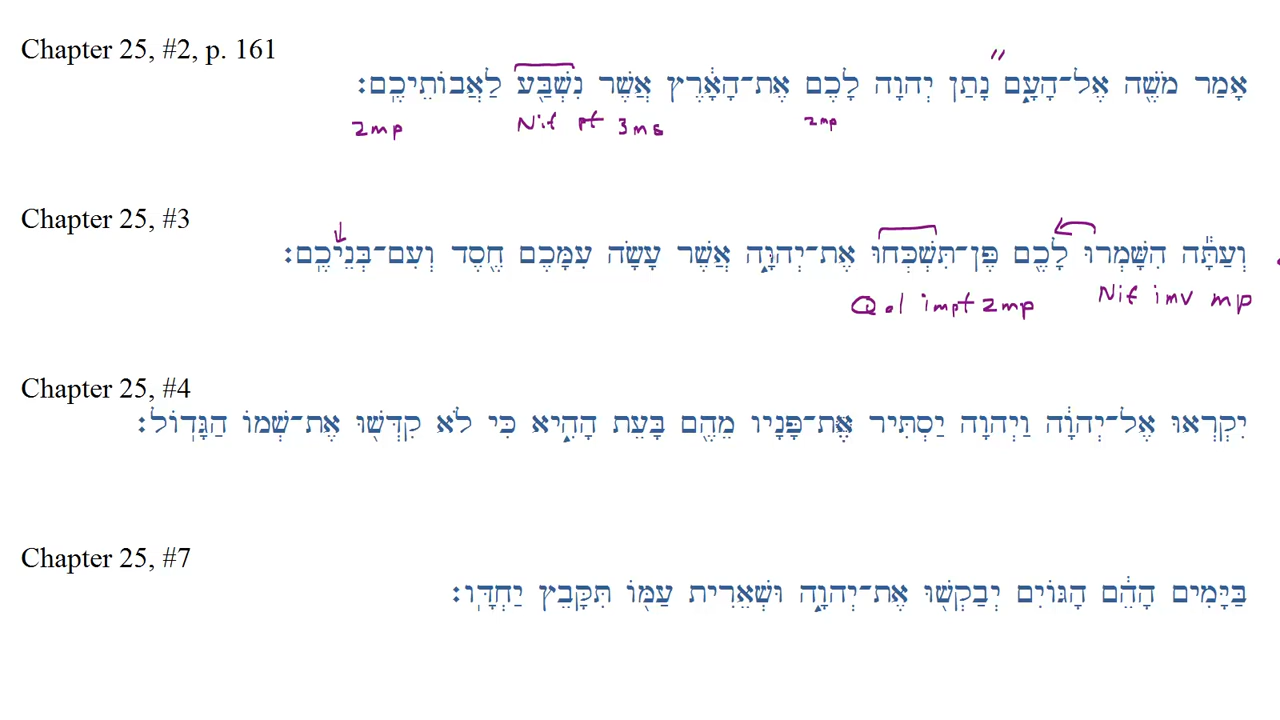 Chapter 25, #2, p. 161
אָמַר מֹשֶׁה אֶל־הָעָם נָתַן יְהוָה לָכֶם אֶת־הָאָרֶץ אֲשֶׁר נִשְׁבַּע לַאֲבוֹתֵיכֶם׃
2mp Nif pf 3ms 2mp
Chapter 25, #3
וְעַתָּה הִשָּׁמְרוּ לָכֶם פֶּן־תִּשְׁכְּחוּ אֶת־יְהוָה אֲשֶׁר עָשָׂה עִמָּכֶם חֶסֶד וְעִם־בְּנֵיכֶם׃
Qal impf 2mp Nif imv mp
Chapter 25, #4
יִקְרְאוּ אֶל־יְהוָה וַיְהוָה יַסְתִּיר אֶת־פָּנָיו מֵהֶם בָּעֵת הַהִיא כִּי לֹא קִדְּשׁוּ אֶת־שְׁמוֹ הַגָּדוֹל׃
Chapter 25, #7
בַּיָּמִים הָהֵם הַגּוֹיִם יְבַקְשׁוּ אֶת־יְהוָה וּשְׁאֵרִית עַמּוֹ תִּקָּבֵץ יַחְדָּו׃